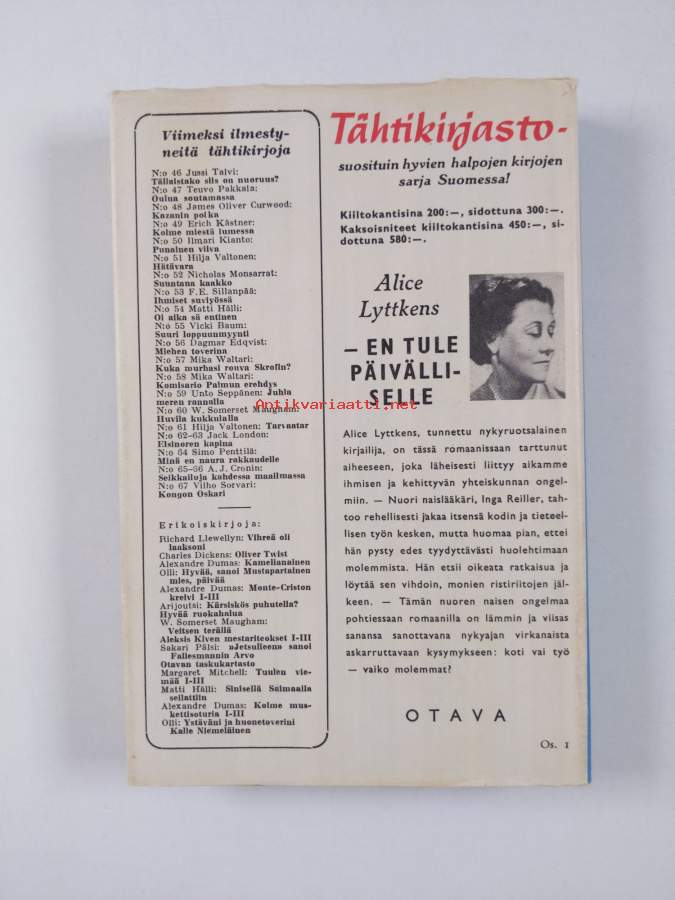 Viimeksi ilmesty-
neitä tähtikirjoja
N:o 46 Jussi Talvi:
Tällaistako siis on nuoruus?
N:o 47 Teuvo Pakkala:
Oulua soutamassa
N:o 48 James Oliver Curwood:
Kazanin poika
N:o 49 Erich Kästner:
Kolme miestä lumessa
N:o 50 Ilmari Kianto:
Punainen viiva
N:o 51 Hilja Valtonen:
Hätävara
N:o 52 Nicholas Monsarrat:
Suuntana kaakko
N:o 53 F.E. Sillanpää:
Ihmiset suviyössä
N:o 54 Matti Hälli:
Oi aika sä entinen
N:o 55 Vicki Baum:
Suuri loppuunmyynti
N:o 56 Dagmar Edqvist:
Miehen toverina
N:o 57 Mika Waltari:
Kuka murhasi rouva Skrofin?
N:o 58 Mika Waltari:
Komisario Palmun erehdys
N:o 59 Unto Seppänen: Juhla
meren rannalla
N:o 60 W. Somerset Maugham:
Huvila kukkulalla
N:o 61 Hilja Valtonen: Tarvaatar
N:o 62—63 Jack London:
Elsinoren kapina
N:o 64 Simo Penttilä:
Minä en naura rakkaudelle
N:o 65—66 A. J. Cronin:
Seikkailuja kahdessa maailmassa
N:o 67 Vilho Sorvari:
Kongon Oskari
Erikoiskirjoja:
Richard Llewellyn: Vihreä oli
laaksoni
Charles Dickens: Oliver Twist
Alexandre Dumas: Kamelianainen
Olli: Hyvää, sanoi Mustapartainen
mies, päivää
Alexandre Dumas: Monte-Criston
kreivi I-III
Arijoutsi: Kärsiskös puhutella?
Hyvää ruokahalua
W. Somerset Maugham:
Veitsen terällä
Aleksis Kiven mestariteokset I-III
Sakari Pälsi: »Jetsulleen» sanoi
Fallesmannin Arvo
Otavan taskukartasto
Margaret Mitchell: Tuulen vie-
mää I-III
Matti Hälli: Sinisellä Saimaalla
seilattiin
Alexandre Dumas: Kolme mus-
kettisoturia I-III
Olli: Ystäväni ja huonetoverini
Kalle Niemeläinen
Tähtikirjasto -
suosituin hyvien halpojen kirjojen
sarja Suomessa!
Kiiltokantisina 200:—, sidottuna 300:—.
Kaksoisniteet kiiltokantisina 450:—, si-
dottuna 580:—.
Alice
Lyttkens
— EN TULE
PÄIVÄLLI-
SELLE
Antikvariaatti.net
Alice Lyttkens, tunnettu nykyruotsalainen
kirjailija, on tässä romaanissaan tarttunut
aiheeseen, joka läheisesti liittyy aikamme
ihmisen ja kehittyvän yhteiskunnan ongel-
miin. — Nuori naislääkäri, Inga Reiller, tah-
too rehellisesti jakaa itsensä kodin ja tieteel-
lisen työn kesken, mutta huomaa pian, ettei
hän pysty edes tyydyttävästi huolehtimaan
molemmista. Hän etsii oikeata ratkaisua ja
löytää sen vihdoin, monien ristiriitojen jäl-
keen. — Tämän nuoren naisen ongelmaa
pohtiessaan romaanilla on lämmin ja viisas
sanansa sanottavana nykyajan virkanaista
askarruttavaan kysymykseen: koti vai työ
— vaiko molemmat?
OTAVA
Os. 1